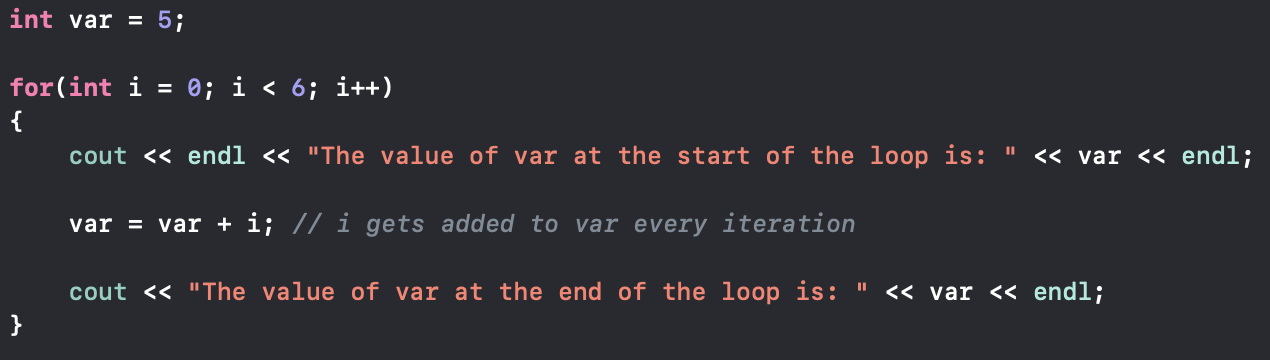 int var = 5;
for(int i = 0; i < 6; i++)
{
cout << endl << "The value of var at the start of the loop is: " << var << endl;
var = var + i; // i gets added to var every iteration
cout << "The value of var at the end of the loop is: " << var << endl;
}